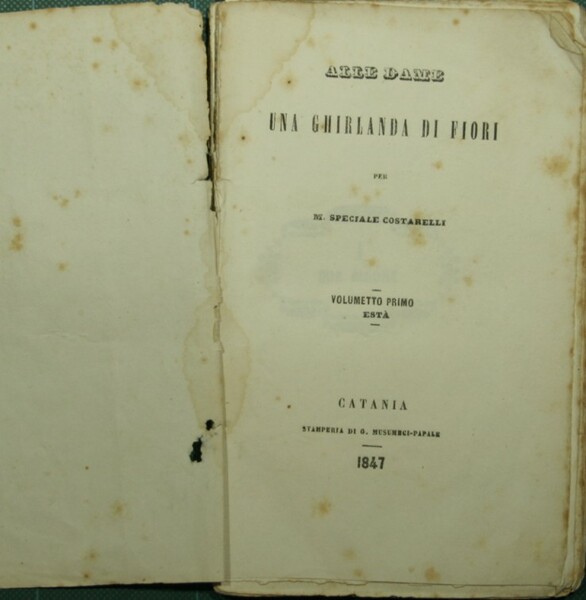 ALLE DAME
UNA GHIRLANDA DI FIORI
PER
M. SPECIALE COSTARELLI
VOLUMETTO PRIMO
ESTÀ
CATANIA
STAMPERIA DI G. MUSUMECI-PAPALE
1847